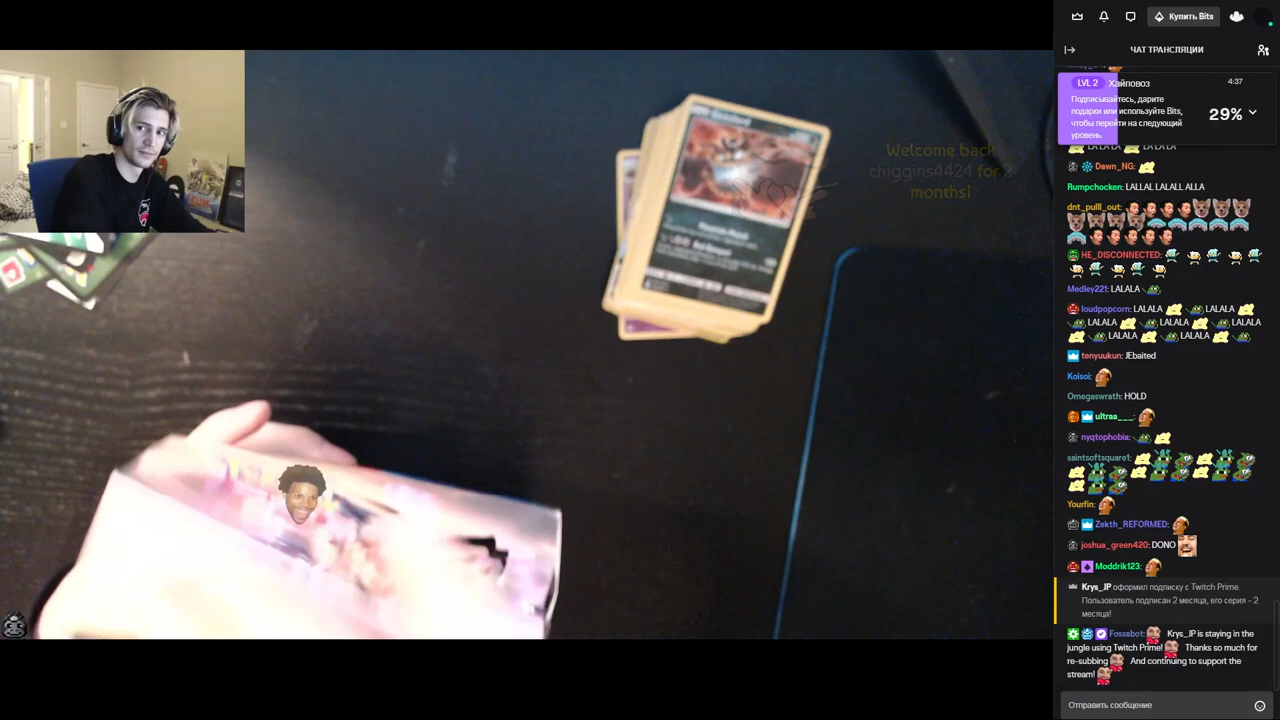 Купить Bits
ЧАТ ТРАНСЛЯЦИИ
LVL 2 Хайповоз
4:37
Подписывайтесь, дарите
подарки или используйте Bits,
чтобы перейти на следующий
уровень
29%
Dawn_NG:
Rumpchocken: LALLAL LALALL ALLA
dnt_pulll_out:
HE_DISCONNECTED:
Medley221: LALALA
loudpopcorn: LALALA LALALA
LALALA LALALA LALALA
LALALA LALALA
tenyuukun: JEbaited
Koisoi:
Omegaswrath: HOLD
ultraa___:
nyqtophobia:
saintsoftsquare1:
Yourfin:
Zekth_REFORMED:
joshua_green420: DONO
Moddrik123:
Krys_JP оформил подписку с Twitch Prime.
Пользователь подписан 2 месяца, его серия – 2
месяца!
Fossabot: Krys_JP is staying in the
jungle using Twitch Prime! Thanks so much for
re-subbing And continuing to support the
stream!
Отправить сообщение
Welcome back
chiggins4424 for 2
months!